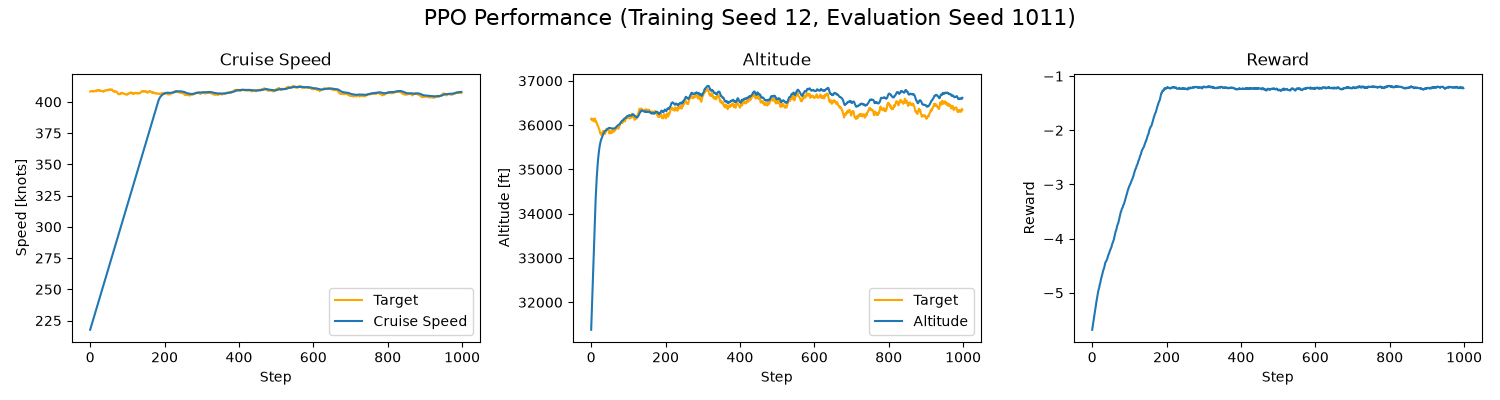 PPO Performance (Training Seed 12, Evaluation Seed 1011)
Cruise Speed
Speed [knots]
400
375
350
325
300
275
250
225
0
200
400
600
800
1000
Step
Target
Cruise Speed
Altitude
Altitude [ft]
37000
36000
35000
34000
33000
32000
0
200
400
600
800
1000
Step
Target
Altitude
Reward
Reward
−1
−2
−3
−4
−5
0
200
400
600
800
1000
Step